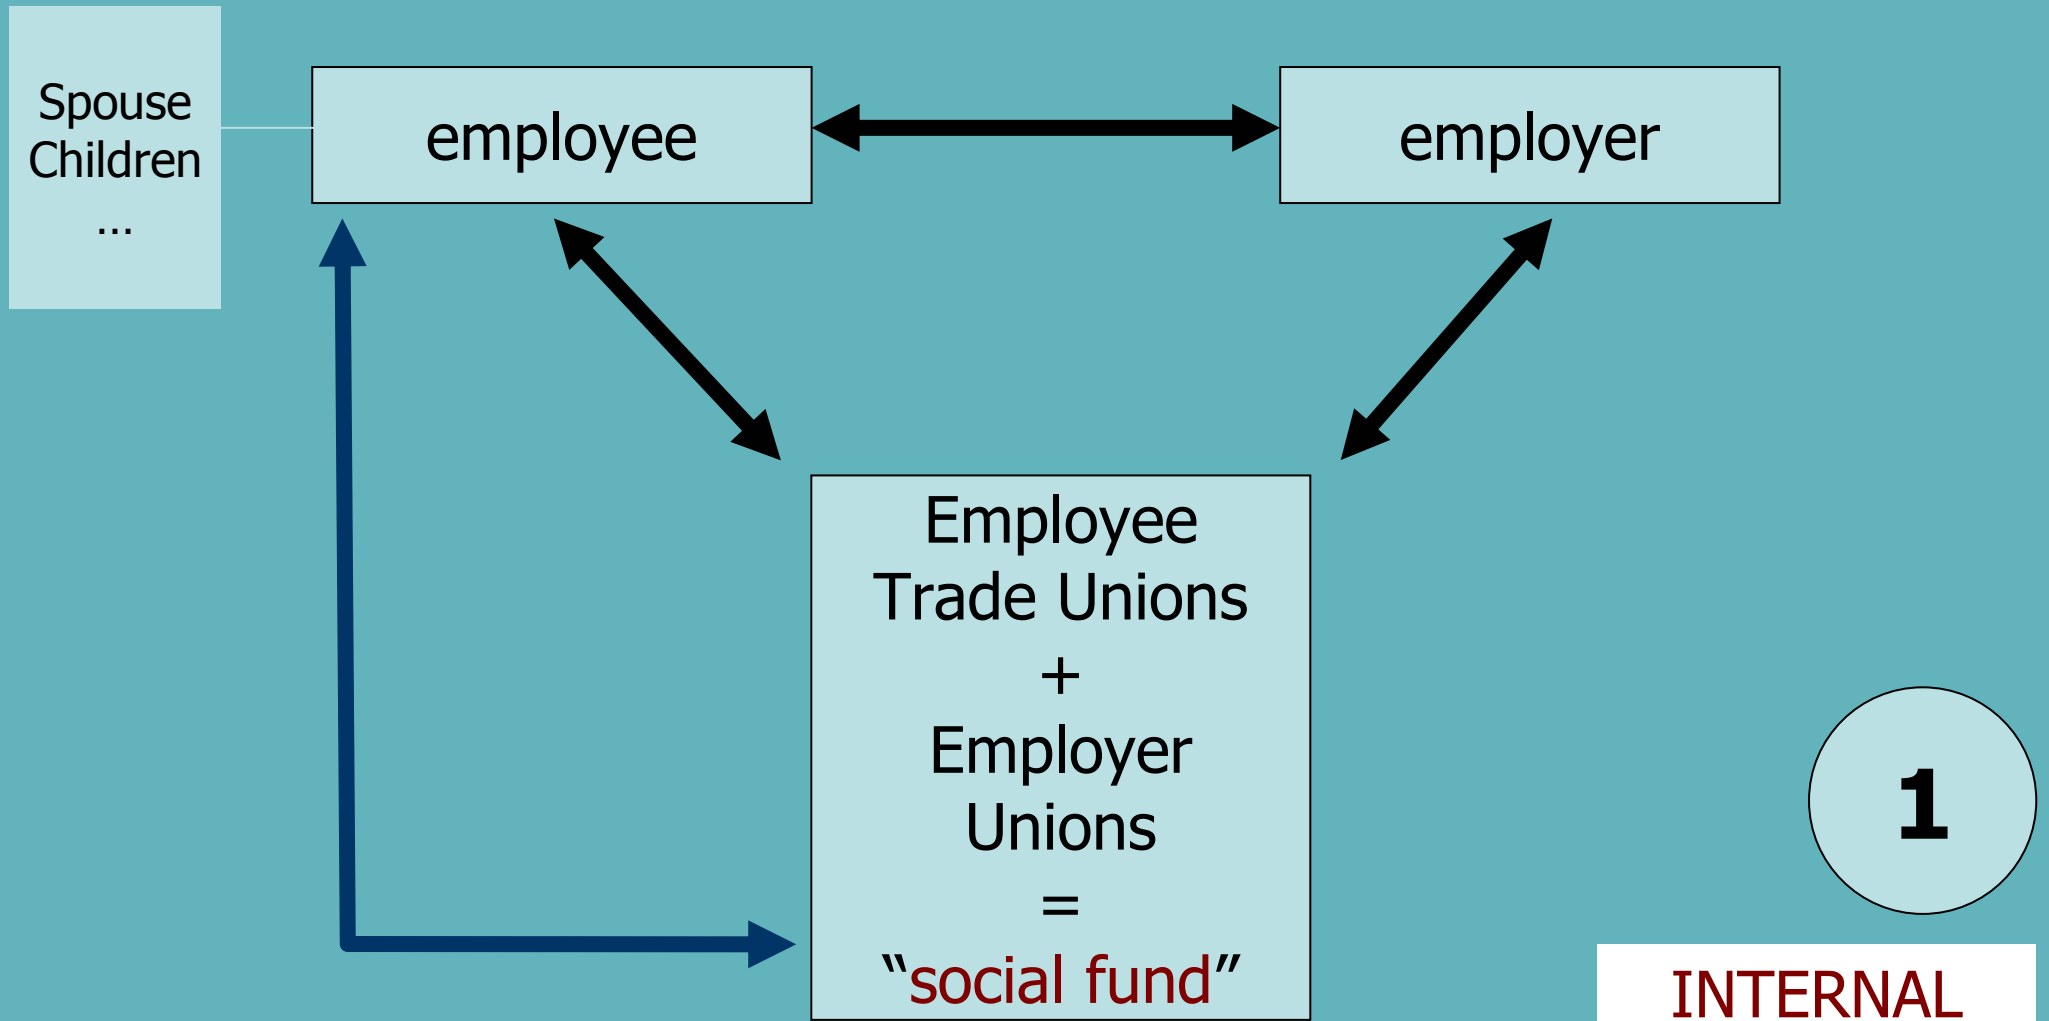 Spouse
Children
…
employee
employer
Employee
Trade Unions
+
Employer
Unions
=
“social fund”
1
INTERNAL